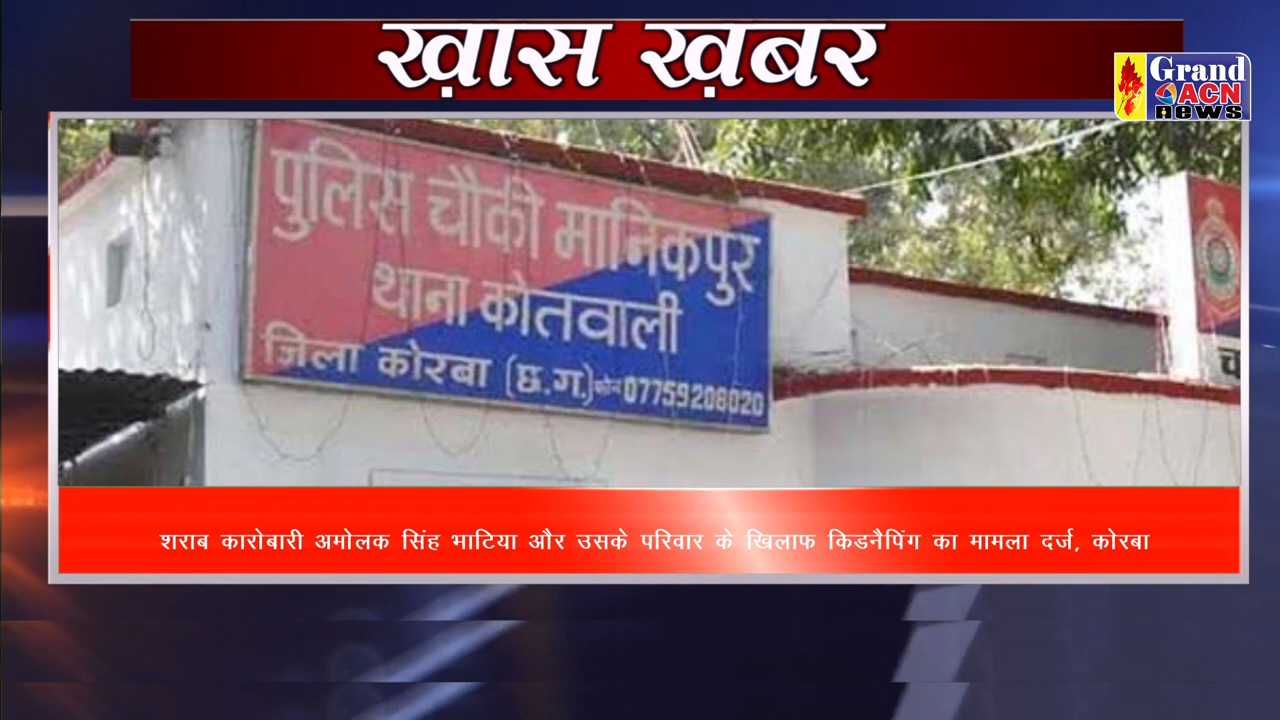 ख़ास ख़बर
Grand
ACN
news
पुलिस चौकी मानिकपुर
थाना कोतवाली
जिला कोरबा (छ.ग.) फोन 07759208020
शराब कारोबारी अमोलक सिंह भाटिया और उसके परिवार के खिलाफ किडनैपिंग का मामला दर्ज, कोरबा